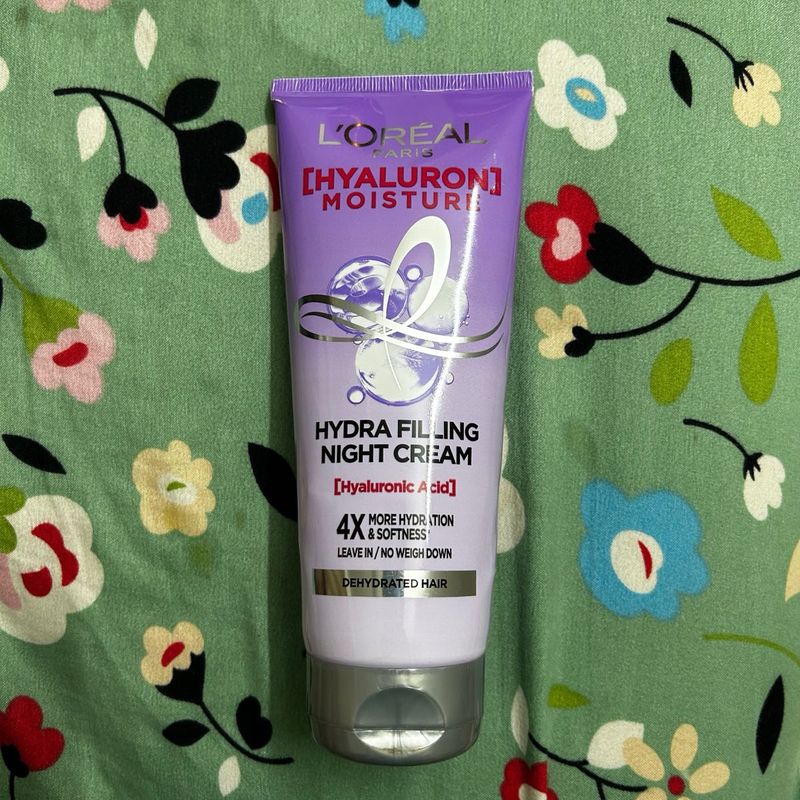 L'ORÉAL
PARIS
[HYALURON]
MOISTURE
HYDRA FILLING
NIGHT CREAM
[Hyaluronic Acid]
4X MORE HYDRATION
& SOFTNESS*
LEAVE IN / NO WEIGH DOWN
DEHYDRATED HAIR